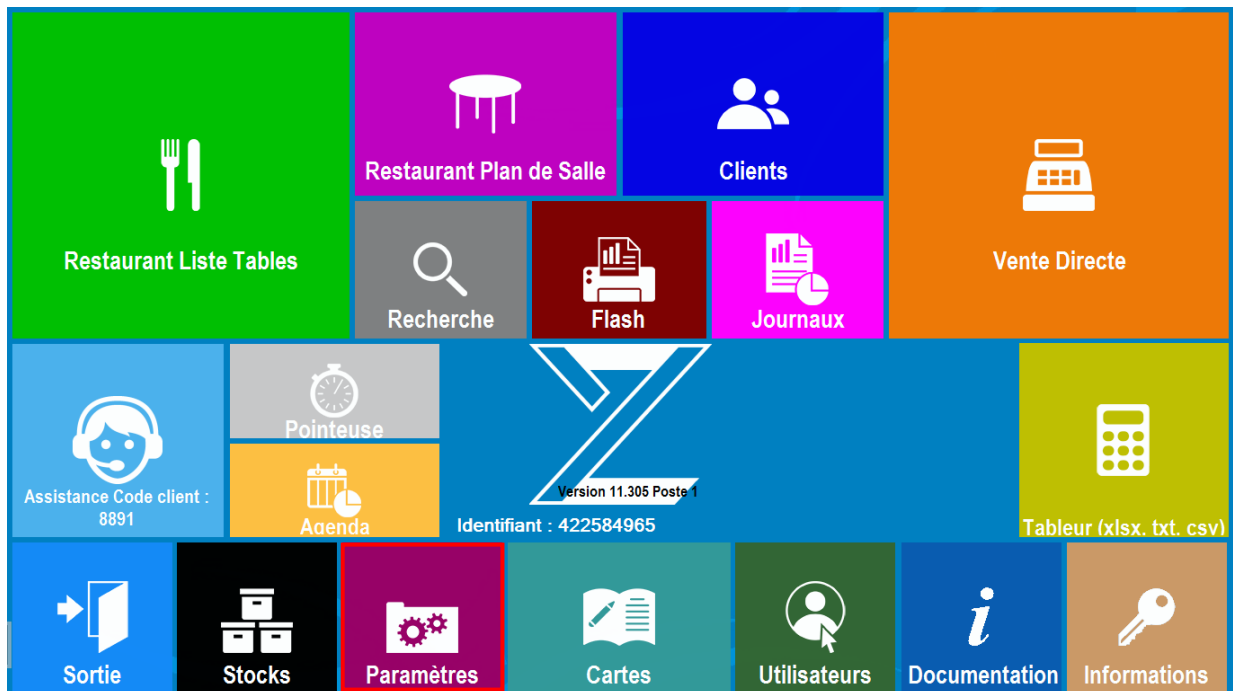 Restaurant Liste Tables
Restaurant Plan de Salle
Clients
Vente Directe
Recherche
Flash
Journaux
Assistance Code client :
8891
Pointeuse
Agenda
Version 11.305 Poste 1
Identifiant : 422584965
Tableur (xlsx, txt, csv)
Sortie
Stocks
Paramètres
Cartes
Utilisateurs
Documentation
Informations